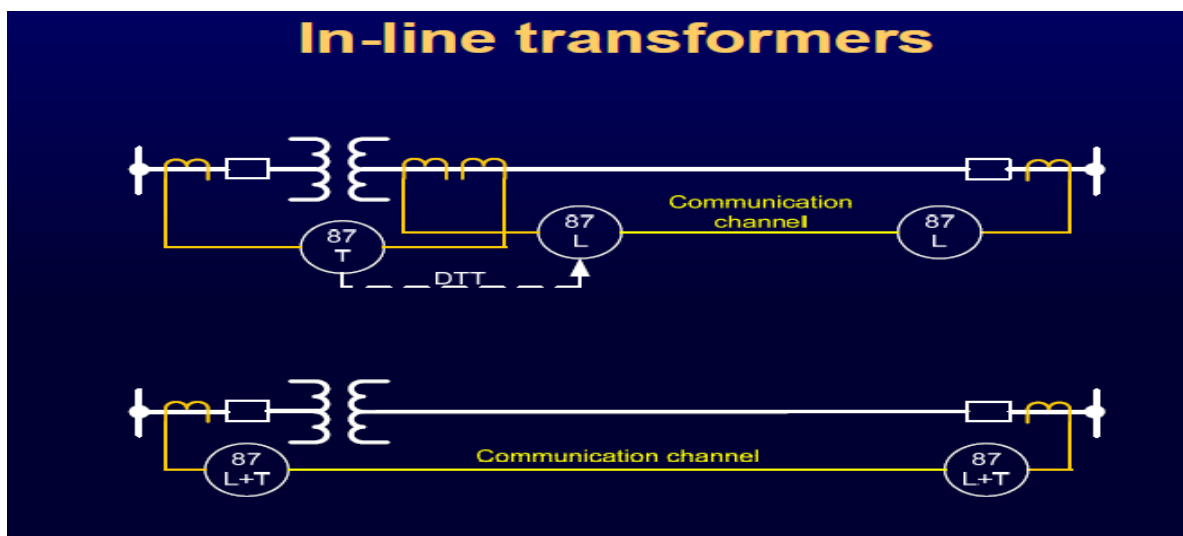 In-line transformers
Communication
channel
87
T
87
L
87
L
DTT
87
L+T
Communication channel
87
L+T